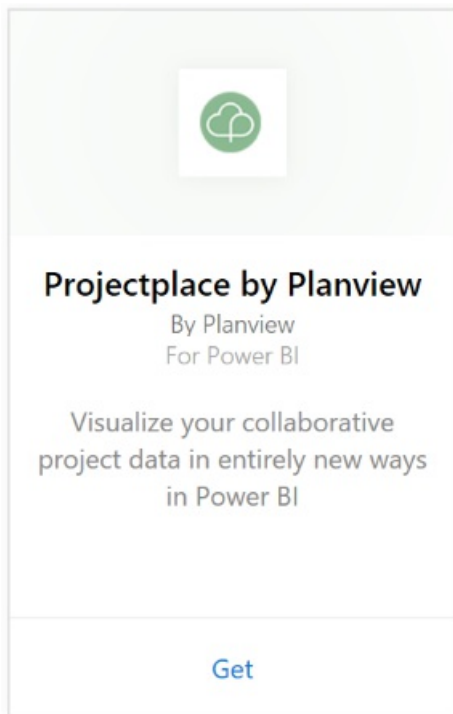 Projectplace by Planview
By Planview
For Power BI
Visualize your collaborative
project data in entirely new ways
in Power BI
Get